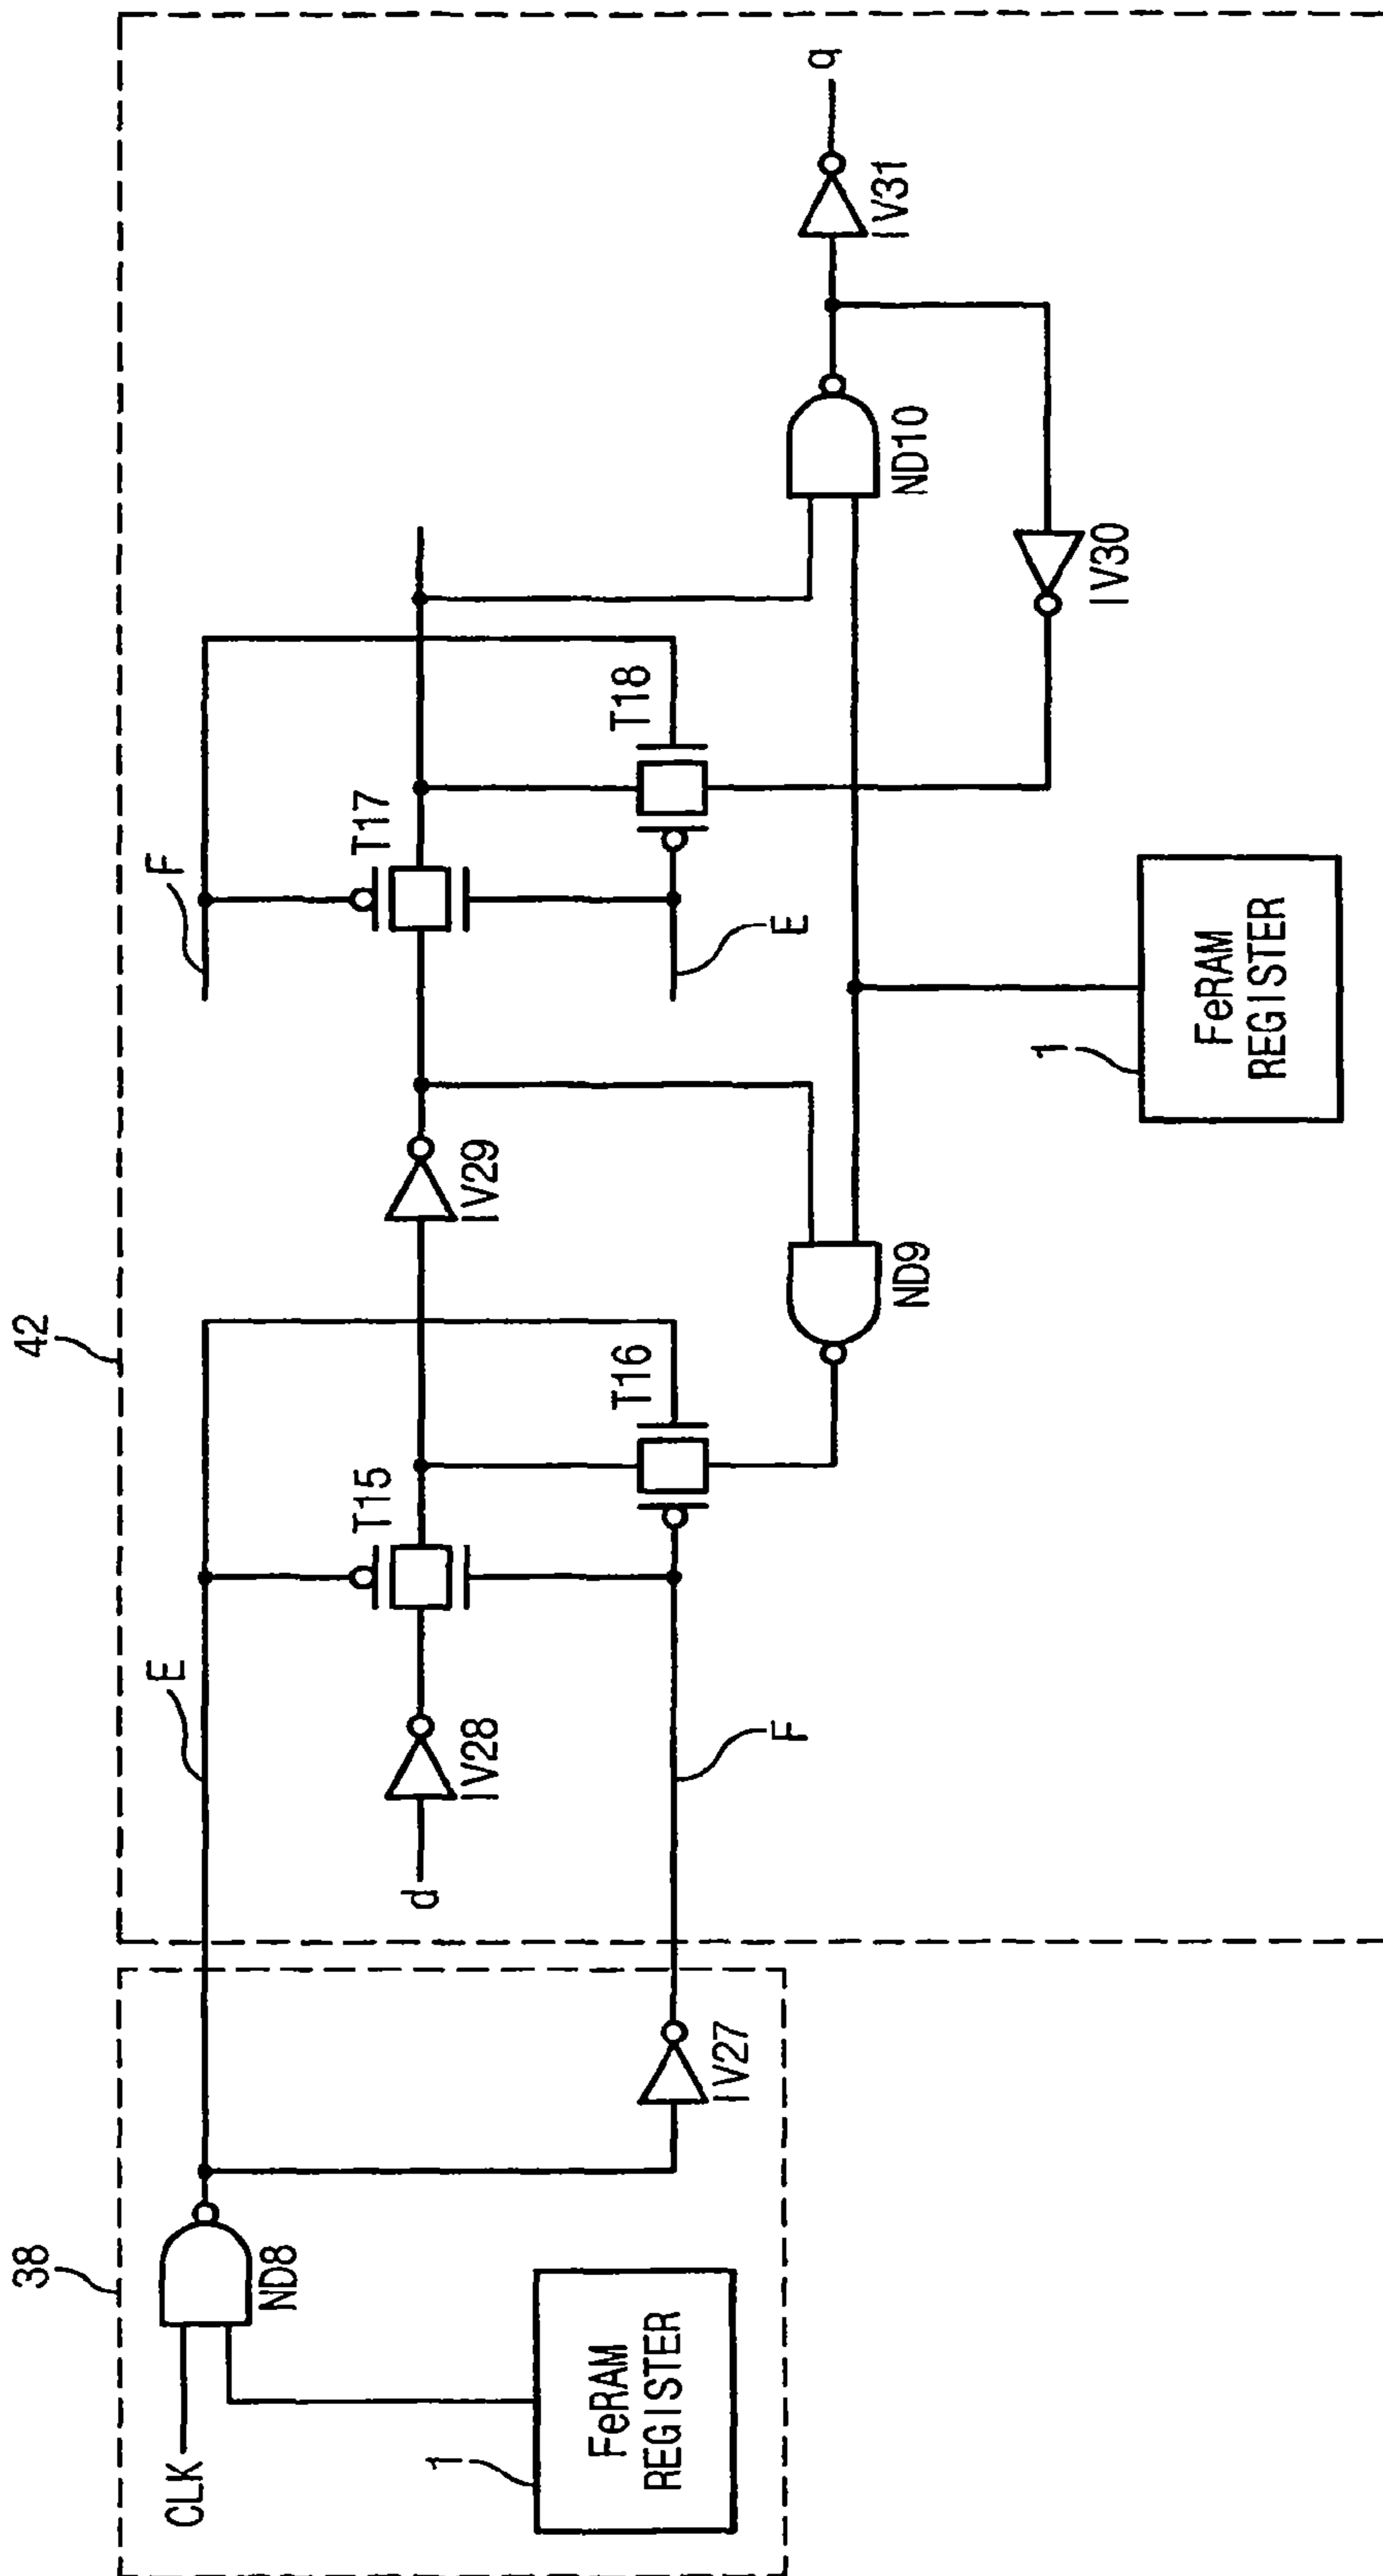 38
42
CLK
ND8
1
FeRAM
REGISTER
IV27
E
F
d
IV28
T15
T16
IV29
ND9
F
E
T17
T18
1
FeRAM
REGISTER
ND10
IV30
IV31
q